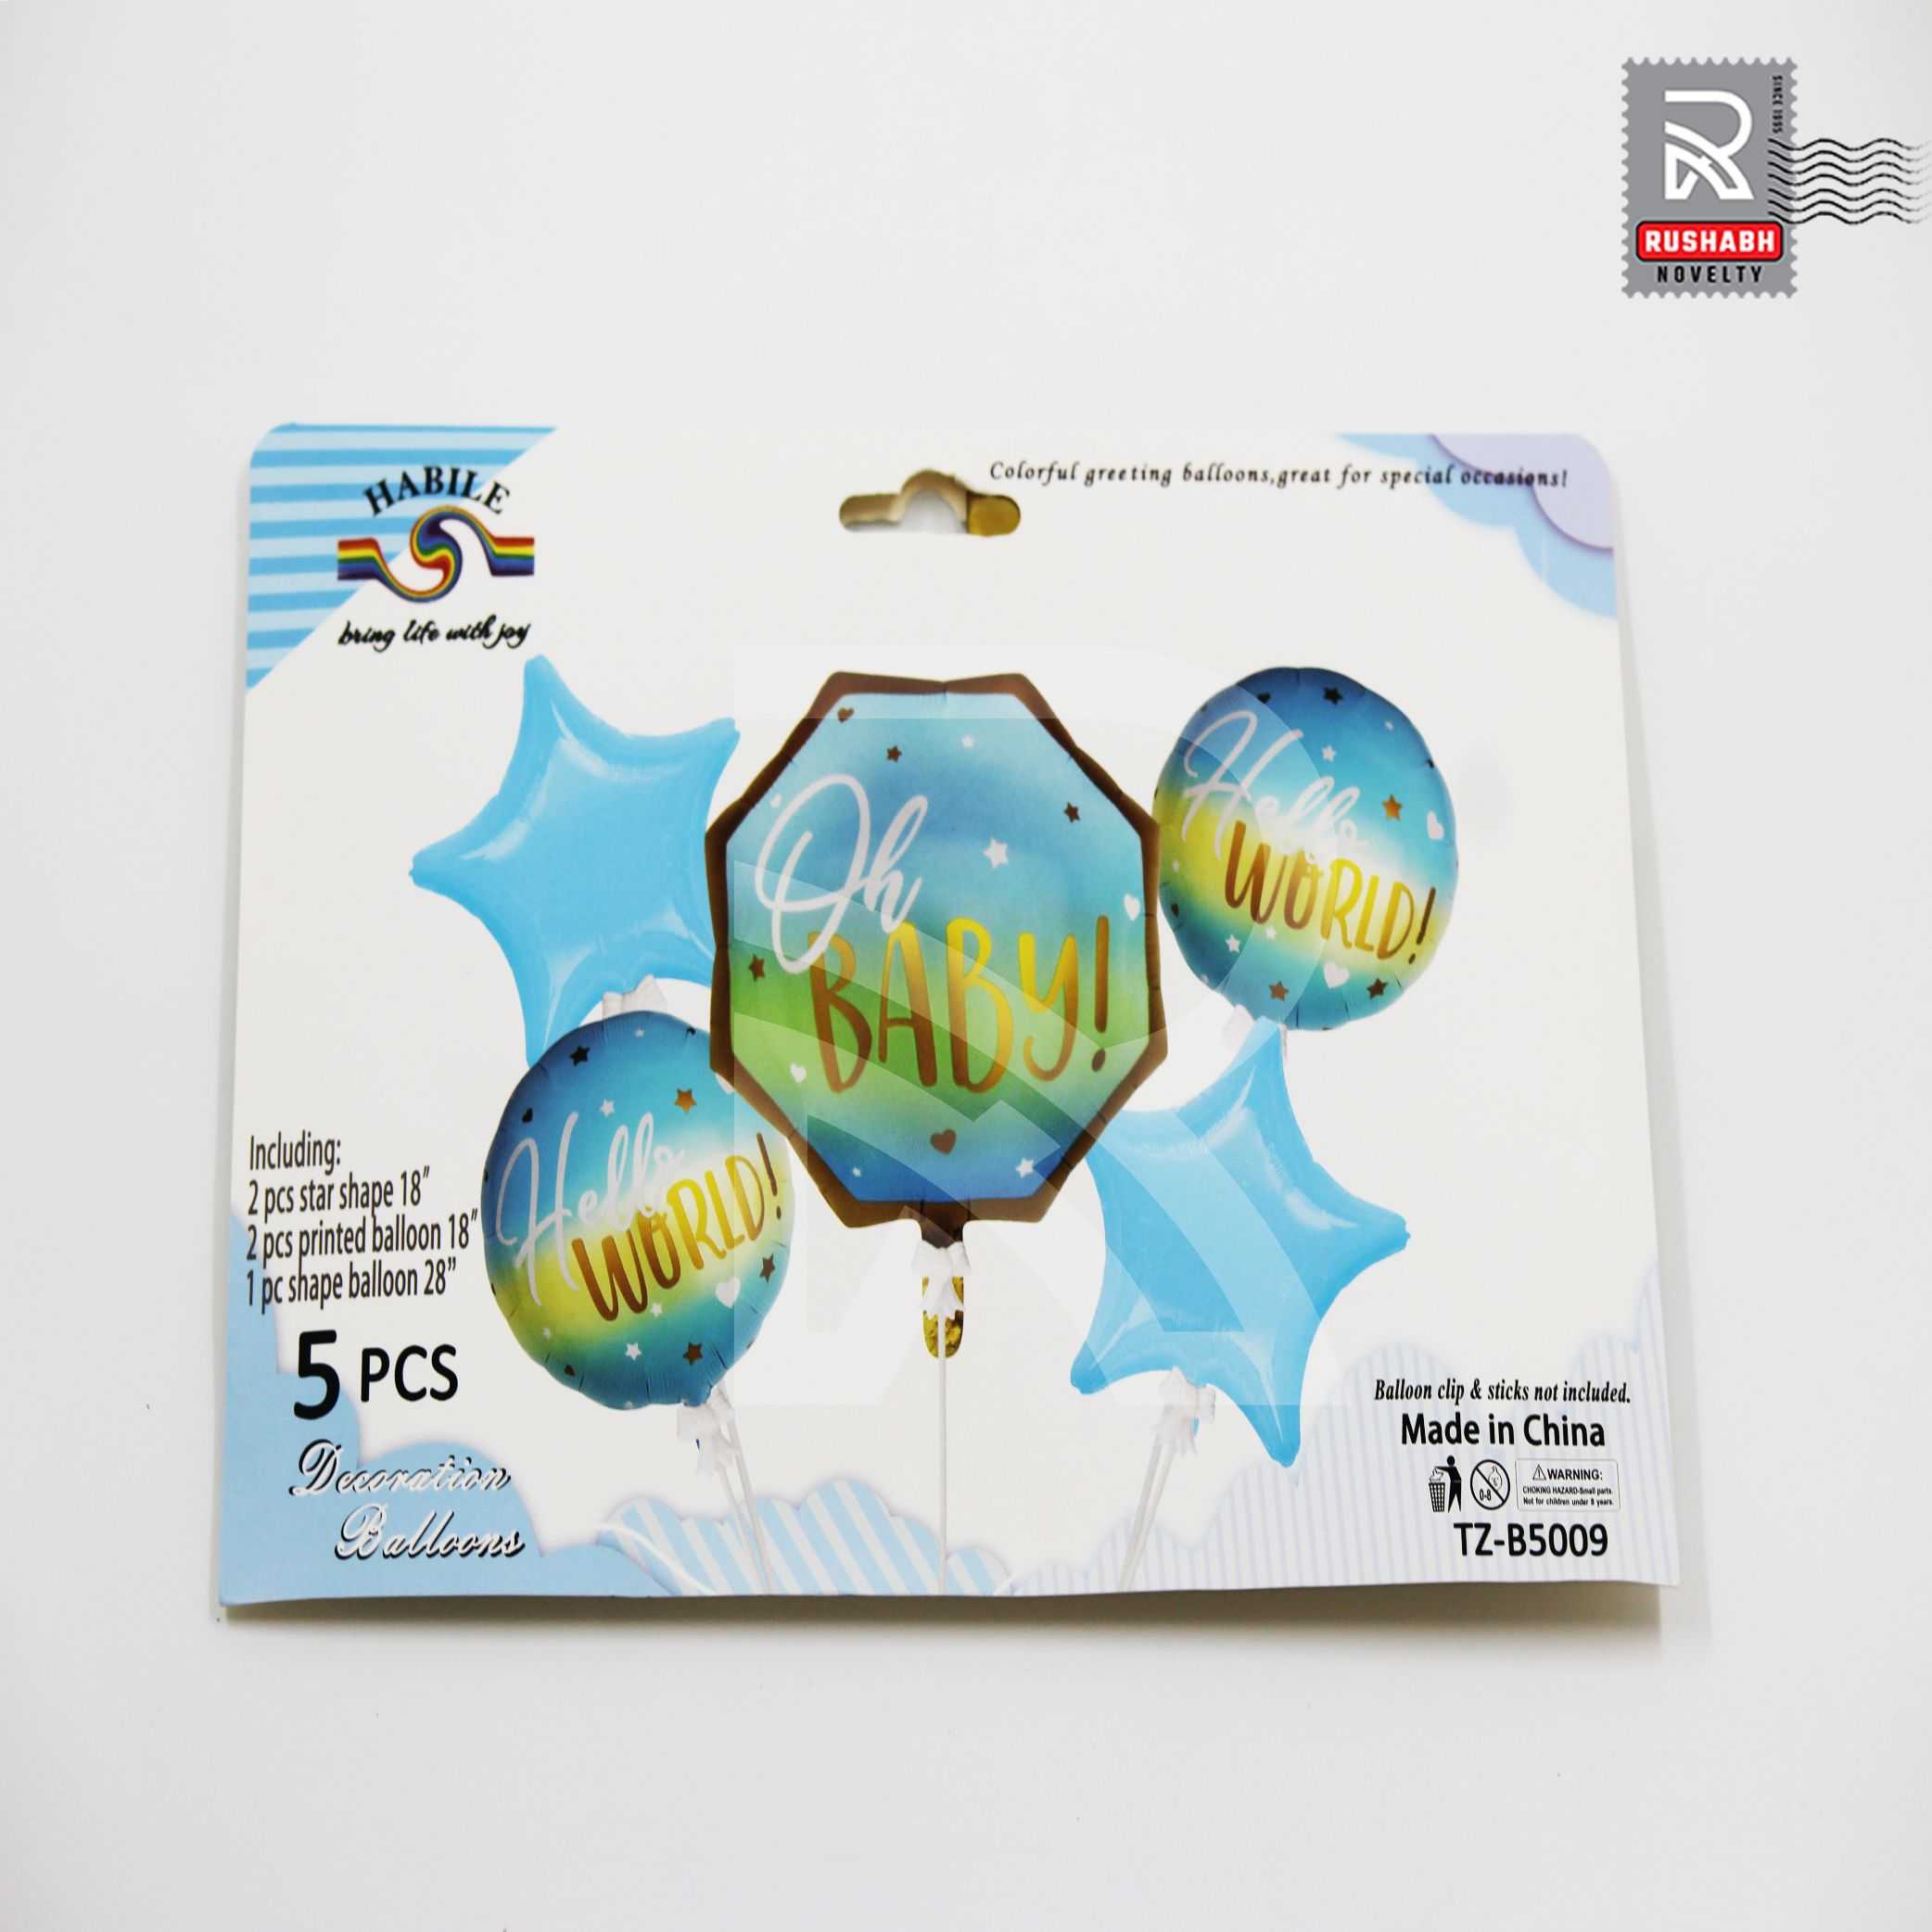 SINCE 1995
RUSHABH
NOVELTY
HABILE
bring life with joy
Colorful greeting balloons,great for special occasions!
Oh
BABY!
Hello
WORLD!
Hello
WORLD!
Including:
2 pcs star shape 18"
2 pcs printed balloon 18"
1 pc shape balloon 28"
5 PCS
Decoration
Balloons
Balloon clip & sticks not included.
Made in China
0-8
WARNING:
CHOKING HAZARD-Small parts.
Not for children under 8 years.
TZ-B5009